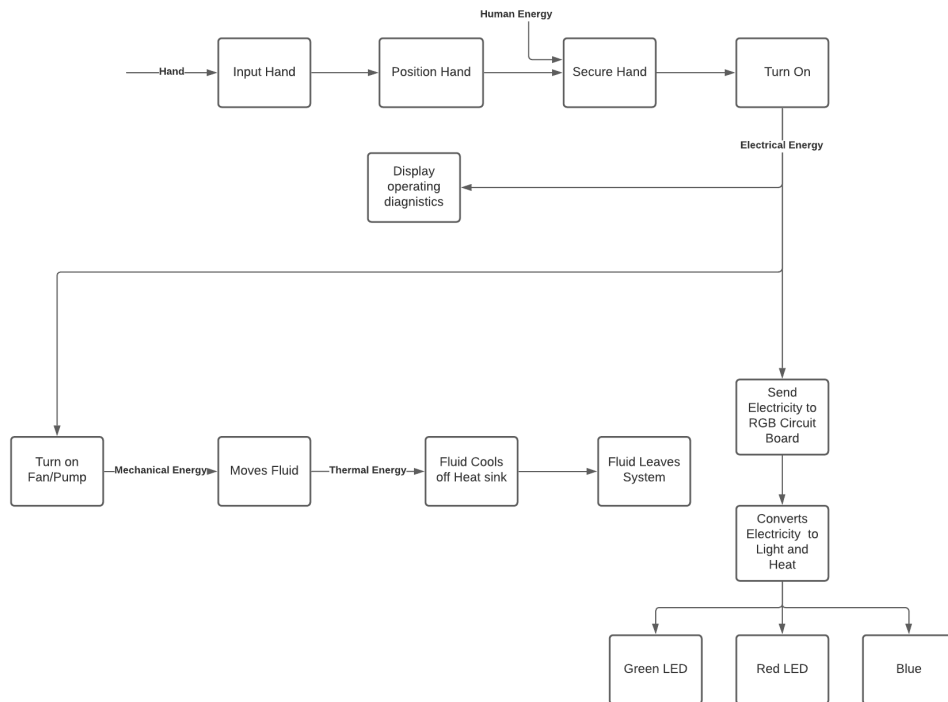 Human Energy
Hand
Input Hand
Position Hand
Secure Hand
Turn On
Electrical Energy
Display
operating
diagnistics
Send
Electricity to
RGB Circuit
Board
Turn on
Fan/Pump
Mechanical Energy
Moves Fluid
Thermal Energy
Fluid Cools
off Heat sink
Fluid Leaves
System
Converts
Electricity to
Light and
Heat
Green LED
Red LED
Blue